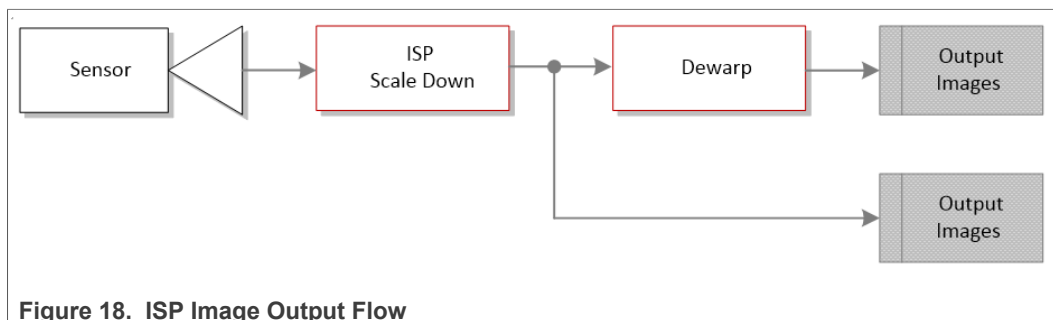 Sensor
ISP
Scale Down
Dewarp
Output
Images
Output
Images
Figure 18. ISP Image Output Flow